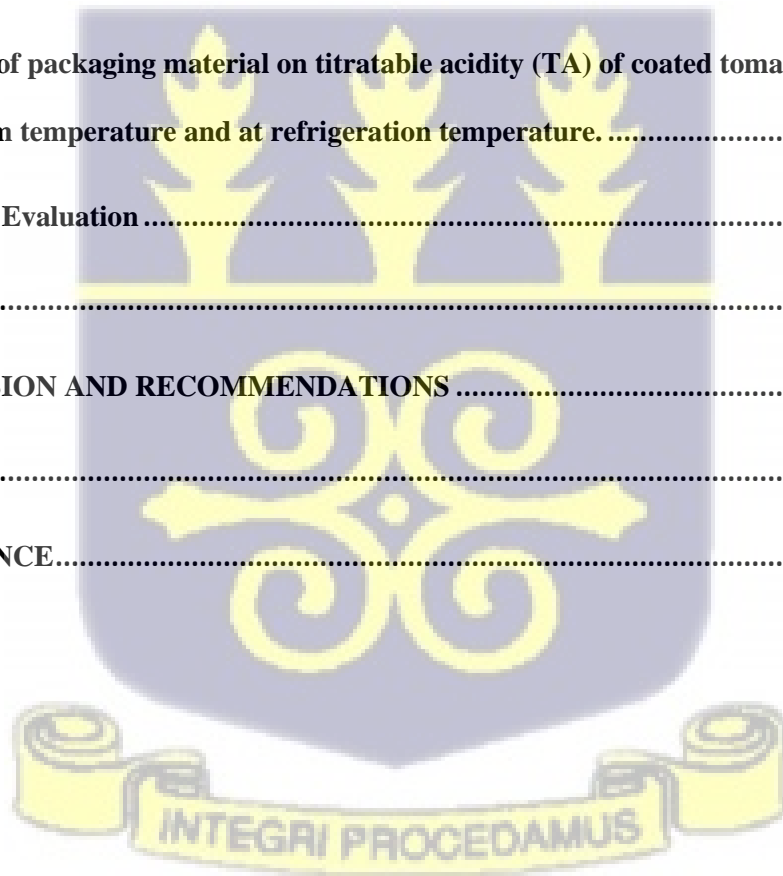 of packaging material on titratable acidity (TA) of coated toma
m temperature and at refrigeration temperature. ..............................
Evaluation ........................................................................................................
.........................................................................................................................
SION AND RECOMMENDATIONS .......................................................
.........................................................................................................................
NCE...................................................................................................................
INTEGRI PROCEDAMUS